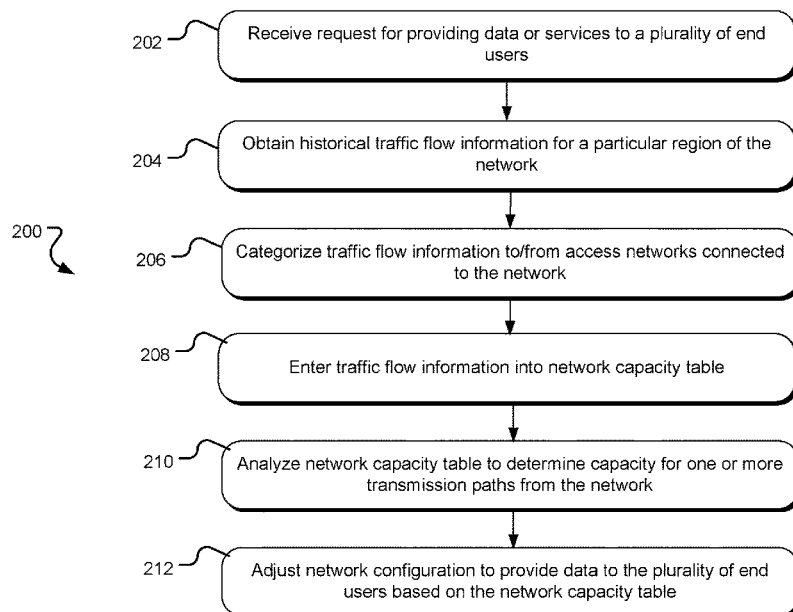 202
Receive request for providing data or services to a plurality of end
users
204
Obtain historical traffic flow information for a particular region of the
network
200
206
Categorize traffic flow information to/from access networks connected
to the network
208
Enter traffic flow information into network capacity table
210
Analyze network capacity table to determine capacity for one or more
transmission paths from the network
212
Adjust network configuration to provide data to the plurality of end
users based on the network capacity table